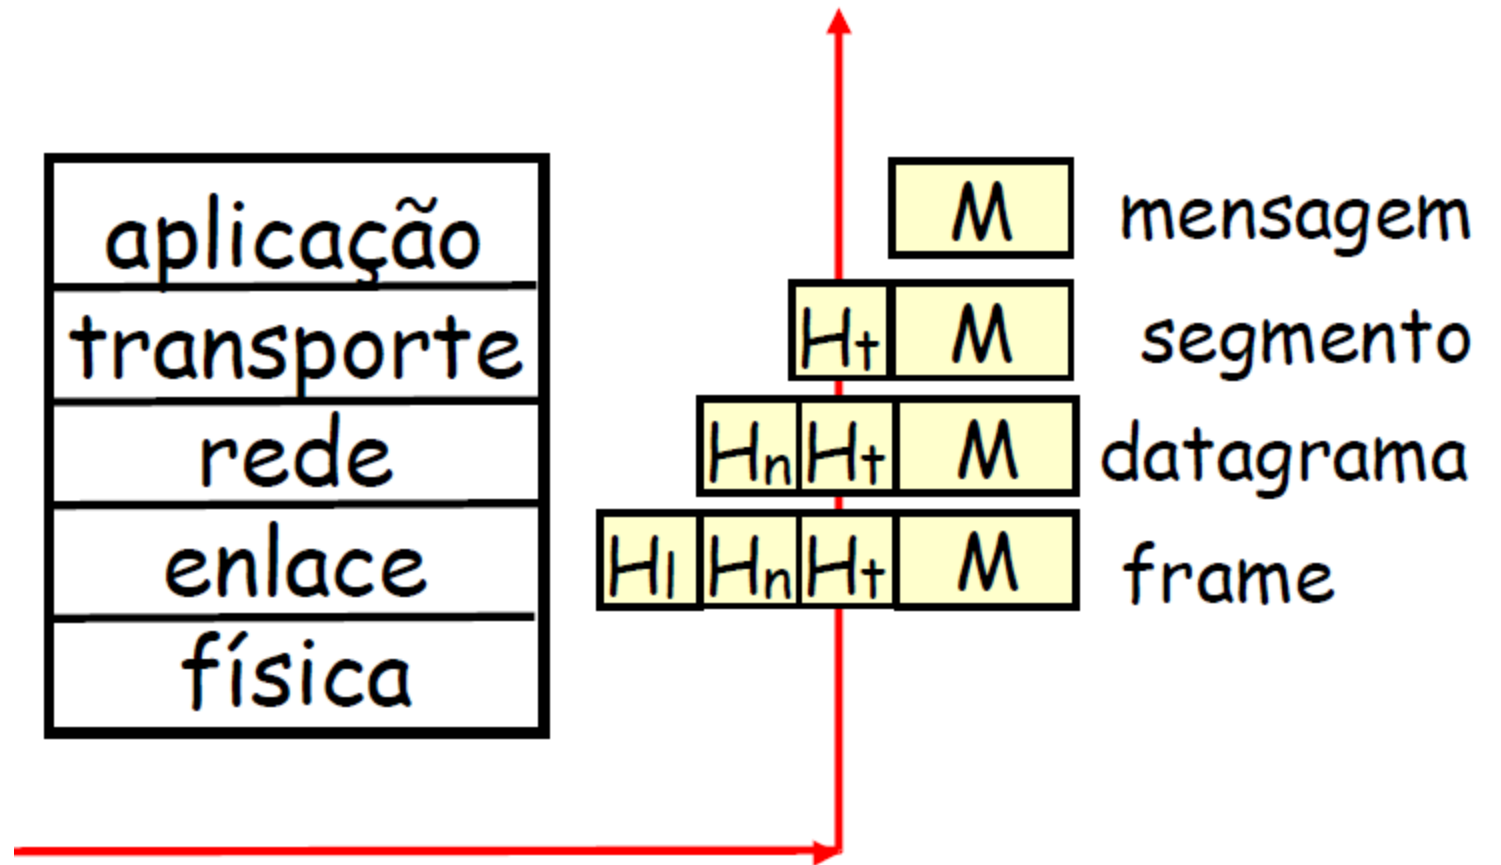 aplicação
transporte
rede
enlace
física
M mensagem
Ht M segmento
Hn Ht M datagrama
Hl Hn Ht M frame